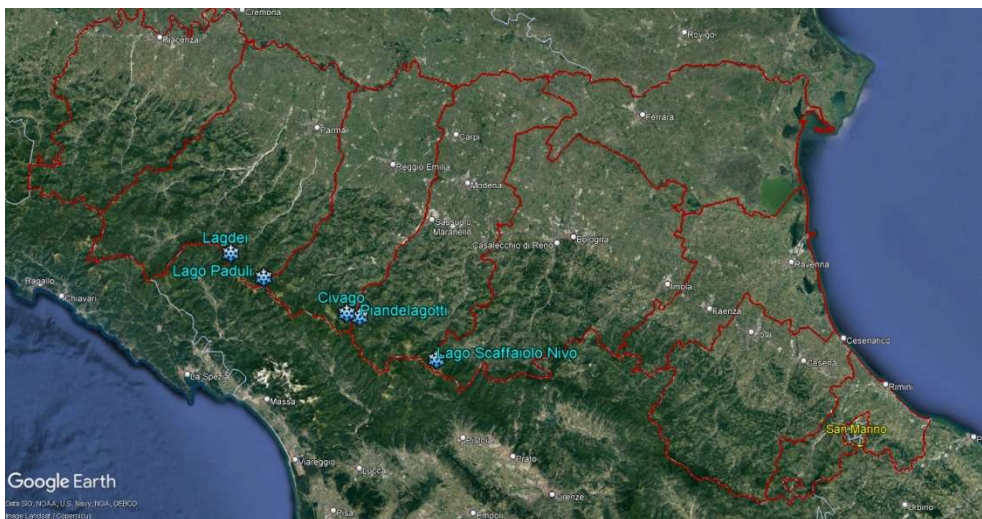 Cremona
Piacenza
Rovigo
Parma
Carpi
Ferrara
Reggio Emilia
Modena
Sassuolo
Maranello
Casalecchio di Reno
Bologna
Lagdei
Lago Paduli
Rapallo
Chiavari
Imola
Ravenna
Civago
Piandelagotti
Faenza
Forlì
Lago Scaffaiolo Nivo
Cesenatico
Cesena
La Spezia
Rimini
Massa
San Marino
Pistoia
Prato
Viareggio
Lucca
Google Earth
Firenze
Data SIO, NOAA, U.S. Navy, NGA, GEBCO
Image Landsat / Copernicus
Pisa
Empoli
Urbino